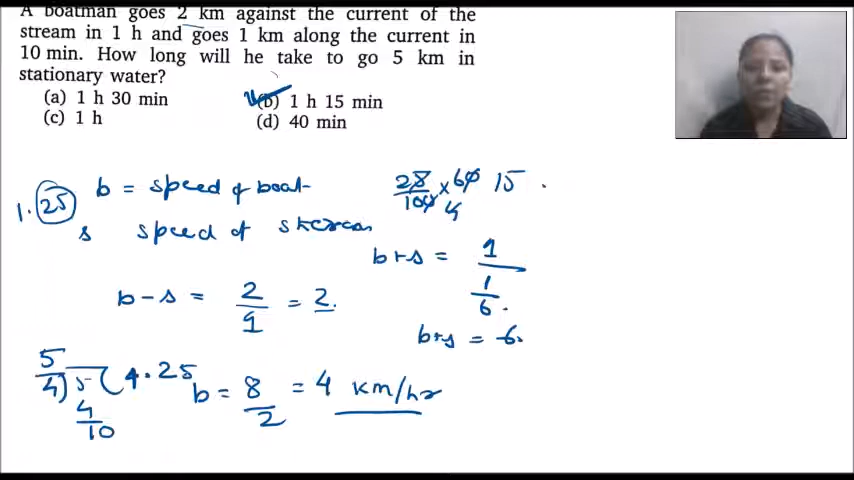 A boatman goes 2 km against the current of the
stream in 1 h and goes 1 km along the current in
10 min. How long will he take to go 5 km in
stationary water?
(a) 1 h 30 min (b) 1 h 15 min
(c) 1 h (d) 40 min
1.25 b = speed of boat 25/100 × 60 15
4
s speed of stream
b+s = 1
1/6
b-s = 2/1 = 2
b+s = 6
5/4 4) 5 (1.25
4
10
b = 8/2 = 4 km/hr